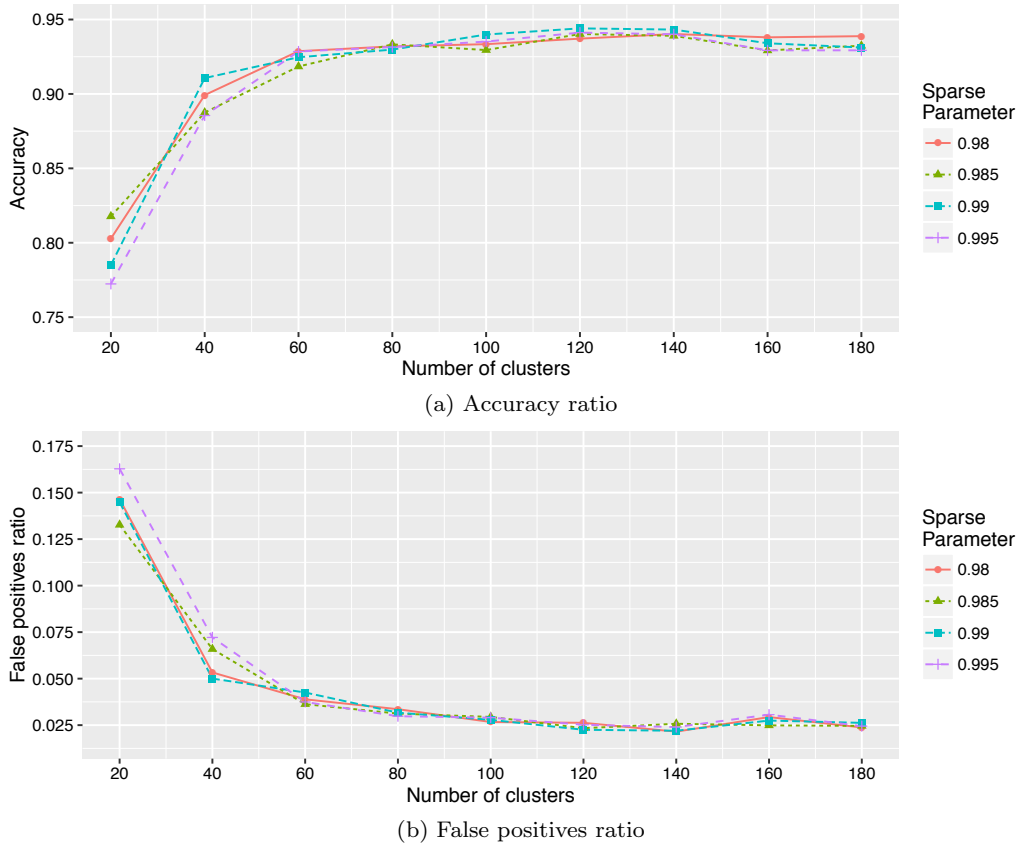 0.95
0.90
0.85
0.80
0.75
Accuracy
20 40 60 80 100 120 140 160 180
Number of clusters
Sparse
Parameter
0.98
0.985
0.99
0.995
(a) Accuracy ratio
0.175
0.150
0.125
0.100
0.075
0.050
0.025
False positives ratio
20 40 60 80 100 120 140 160 180
Number of clusters
Sparse
Parameter
0.98
0.985
0.99
0.995
(b) False positives ratio